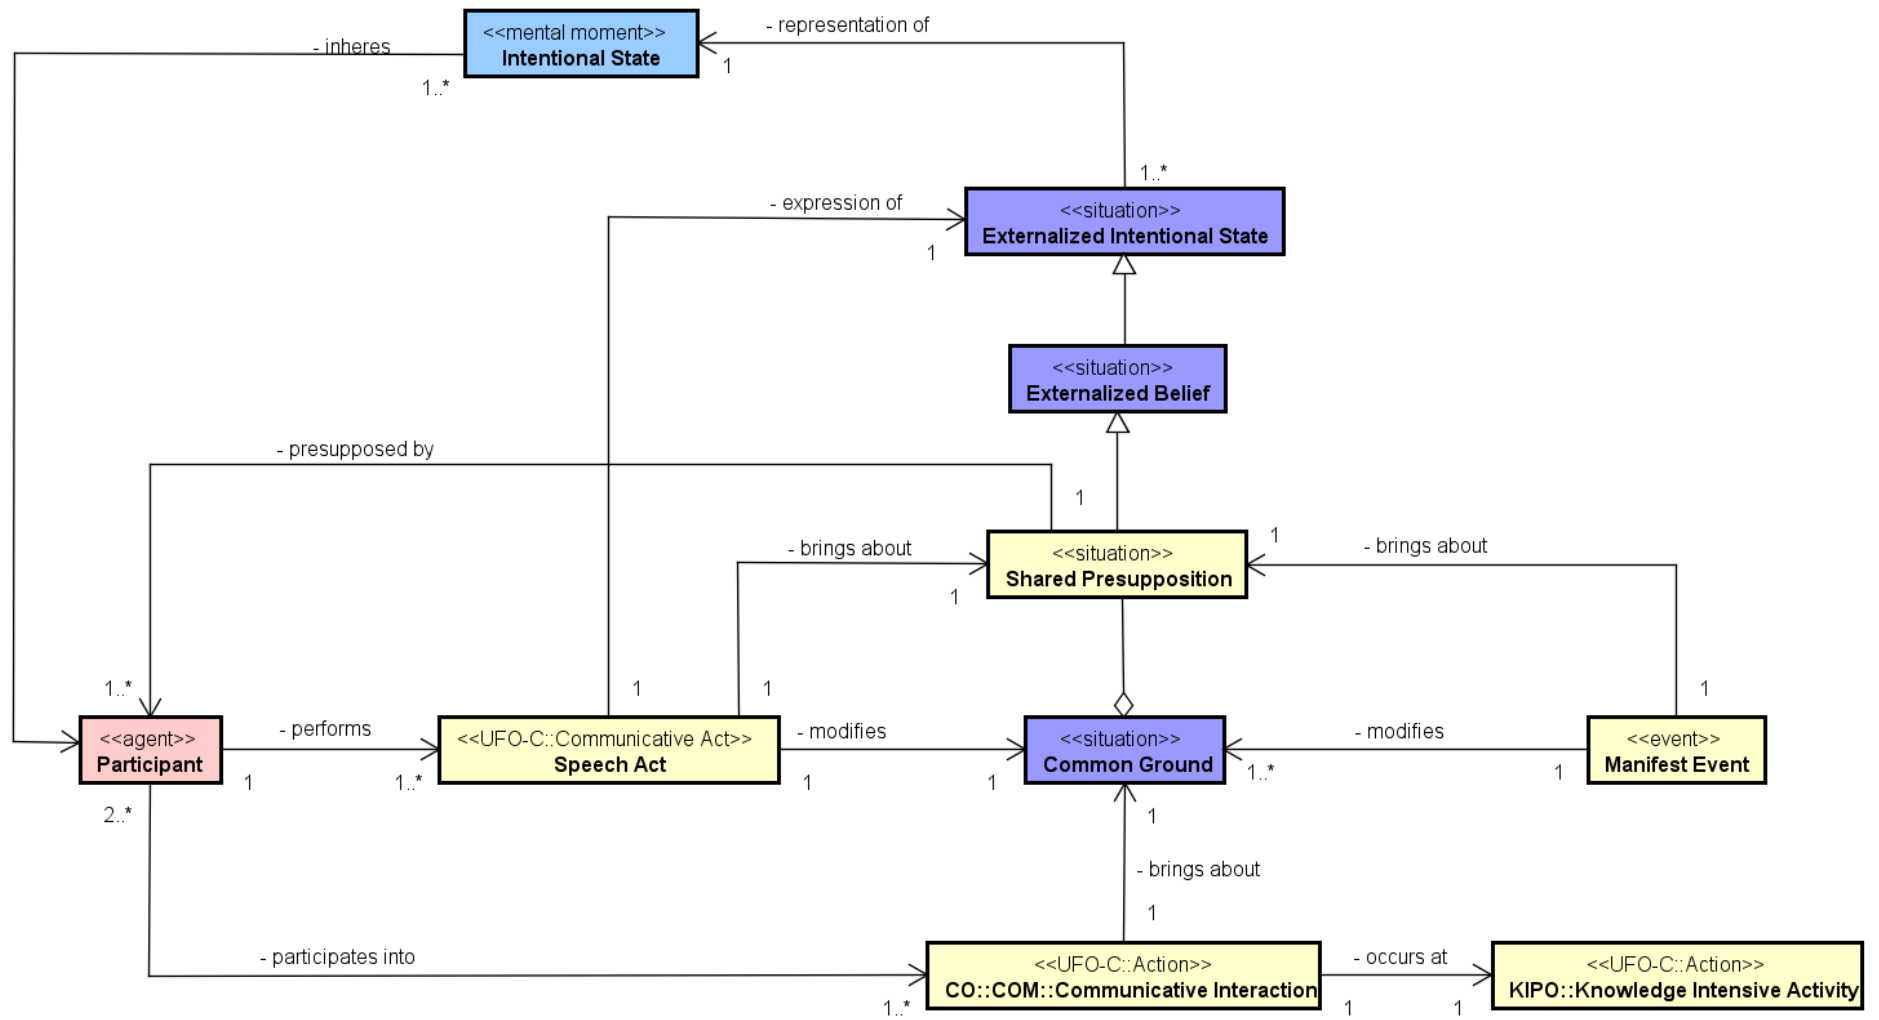 <<mental moment>>
Intentional State
- inheres
1..*
- representation of
1
1..*
<<situation>>
Externalized Intentional State
- expression of
1
<<situation>>
Externalized Belief
- presupposed by
1
<<situation>>
Shared Presupposition
- brings about
1
1
- brings about
1..*
1
1
1
<<agent>>
Participant
- performs
1
1..*
<<UFO-C::Communicative Act>>
Speech Act
- modifies
1
1
<<situation>>
Common Ground
- modifies
1..*
1
<<event>>
Manifest Event
2..*
1
- brings about
1
- participates into
1..*
<<UFO-C::Action>>
CO::COM::Communicative Interaction
- occurs at
1
1
<<UFO-C::Action>>
KIPO::Knowledge Intensive Activity